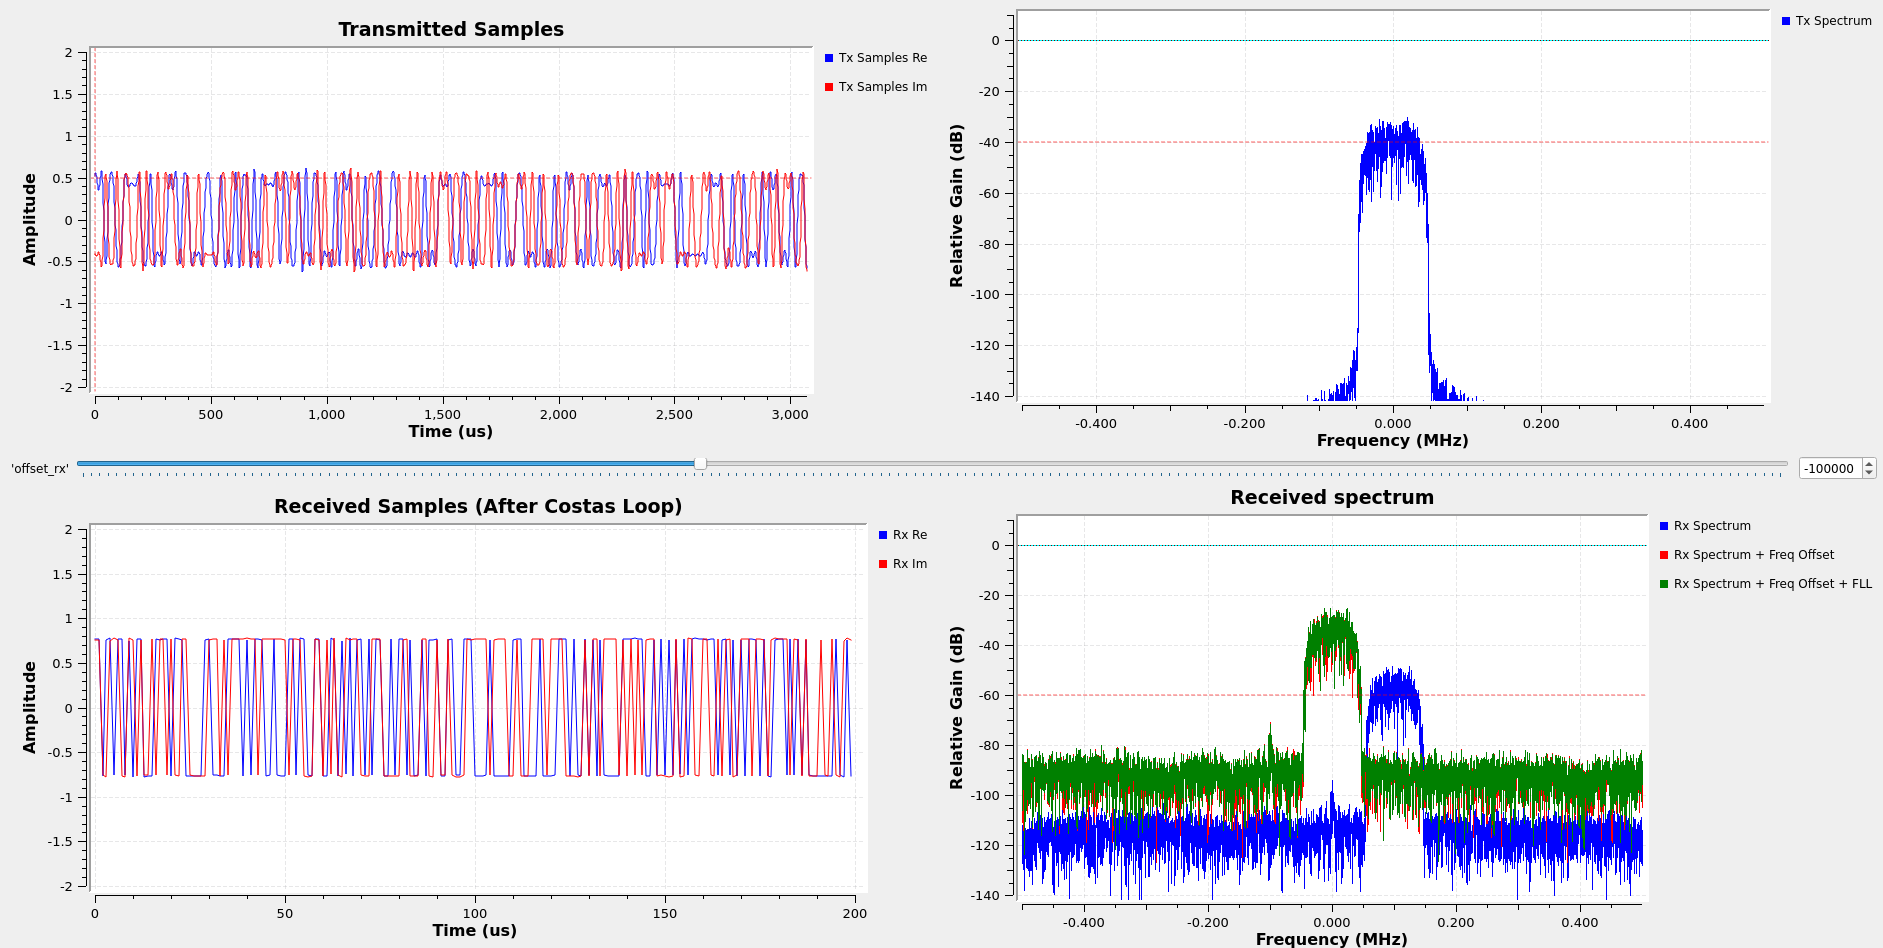 Transmitted Samples
Tx Samples Re
Tx Samples Im
Amplitude
2
1.5
1
0.5
0
-0.5
-1
-1.5
-2
0
500
1,000
1,500
2,000
2,500
3,000
Time (us)
Tx Spectrum
Relative Gain (dB)
0
-20
-40
-60
-80
-100
-120
-140
-0.400
-0.200
0.000
0.200
0.400
Frequency (MHz)
'offset_rx'
-100000
Received Samples (After Costas Loop)
Rx Re
Rx Im
Amplitude
2
1.5
1
0.5
0
-0.5
-1
-1.5
-2
0
50
100
150
200
Time (us)
Received spectrum
Rx Spectrum
Rx Spectrum + Freq Offset
Rx Spectrum + Freq Offset + FLL
Relative Gain (dB)
0
-20
-40
-60
-80
-100
-120
-140
-0.400
-0.200
0.000
0.200
0.400
Frequency (MHz)